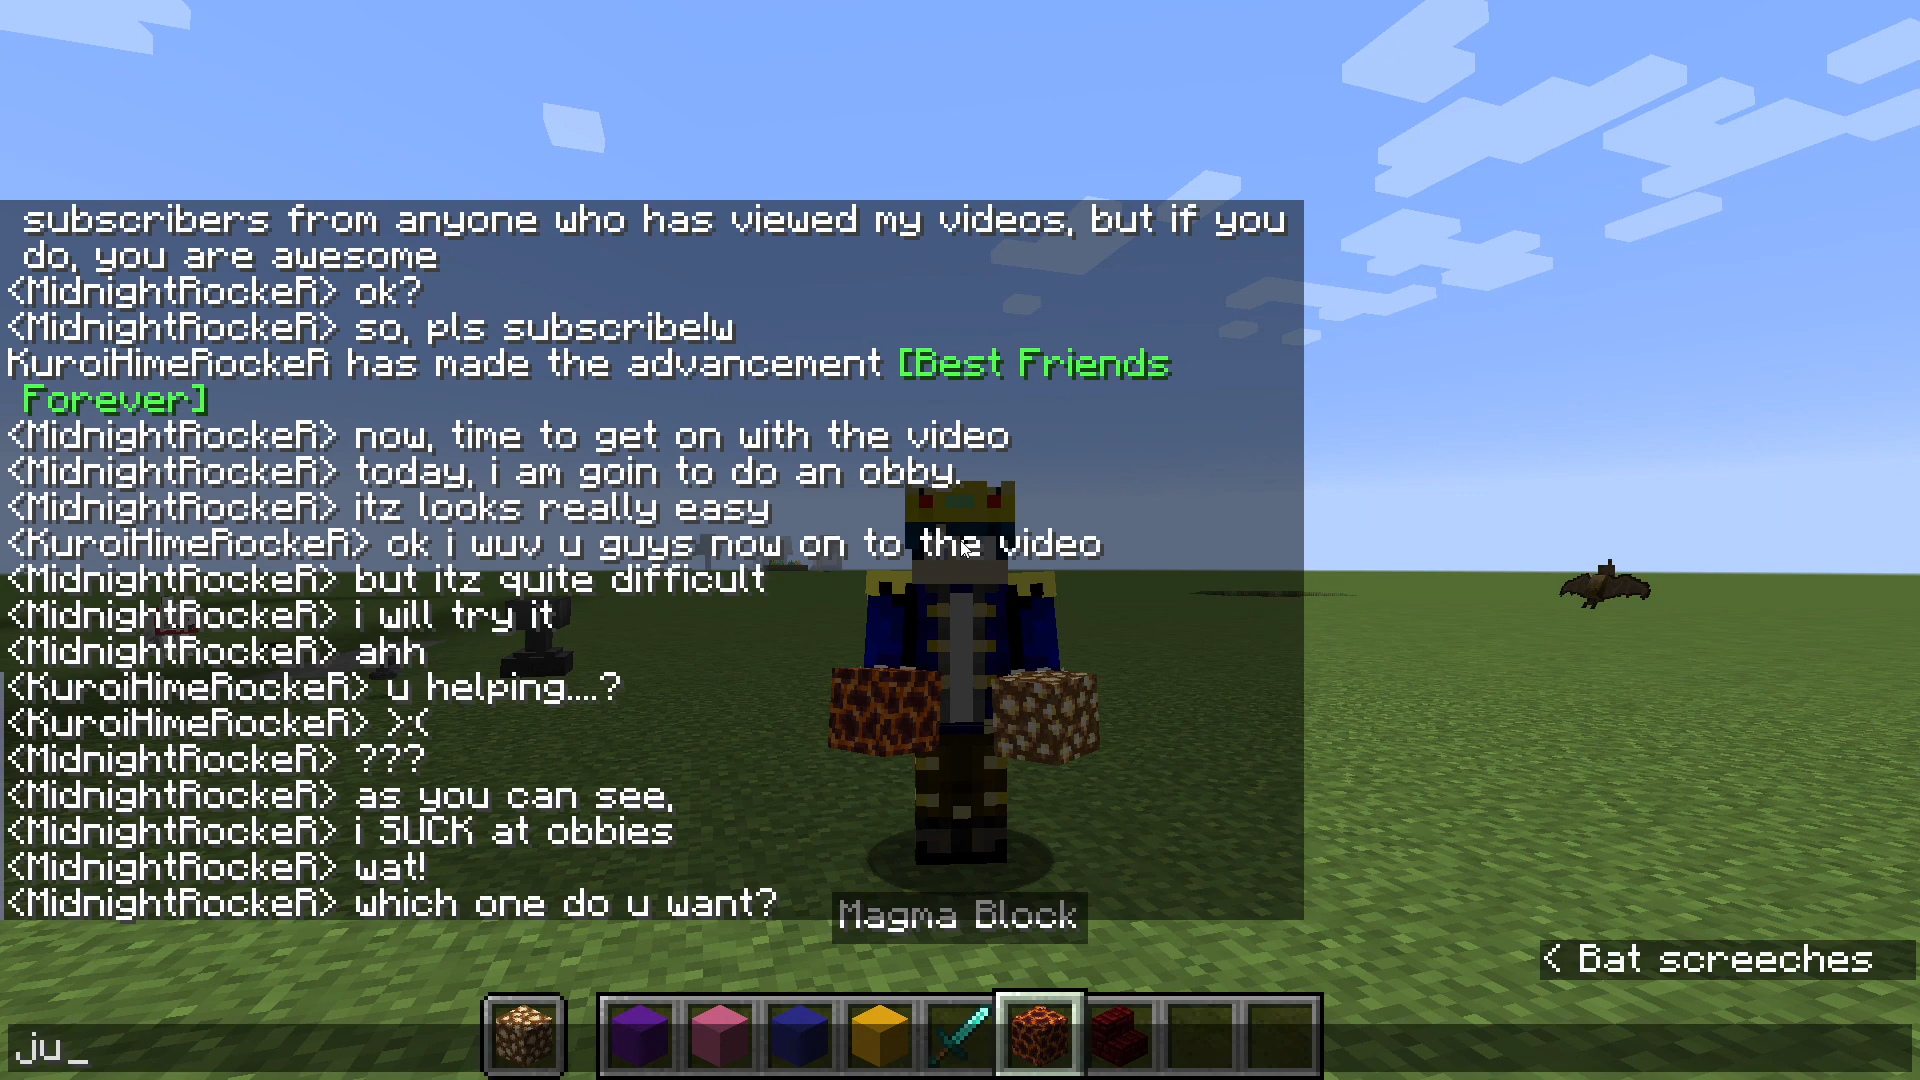 subscribers from anyone who has viewed my videos, but if you
do, you are awesome
<MidnightRockeR> ok?
<MidnightRockeR> so, pls subscribe!w
KuroiHimeRockeR has made the advancement [Best Friends
Forever]
<MidnightRockeR> now, time to get on with the video
<MidnightRockeR> today, i am goin to do an obby.
<MidnightRockeR> itz looks really easy
<KuroiHimeRockeR> ok i wuv u guys now on to the video
<MidnightRockeR> but itz quite difficult
<MidnightRockeR> i will try it
<MidnightRockeR> ahh
<KuroiHimeRockeR> u helping....?
<KuroiHimeRockeR> >:(
<MidnightRockeR> ???
<MidnightRockeR> as you can see,
<MidnightRockeR> i SUCK at obbies
<MidnightRockeR> wat!
<MidnightRockeR> which one do u want?
Magma Block
< Bat screeches
ju_